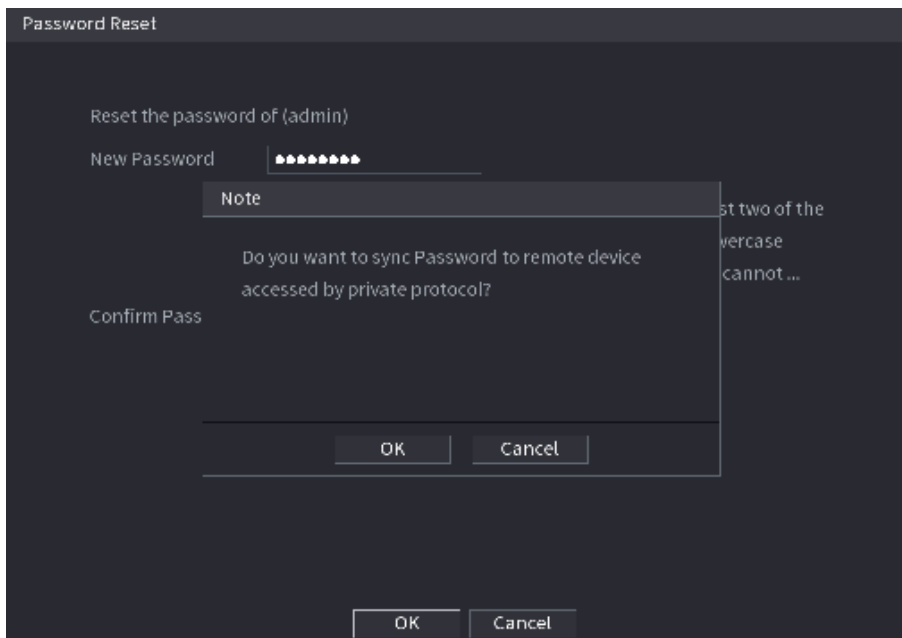 Password Reset
Reset the password of (admin)
New Password
Note
st two of the
Do you want to sync Password to remote device
accessed by private protocol?
cannot ...
Confirm Pass
OK Cancel
OK Cancel